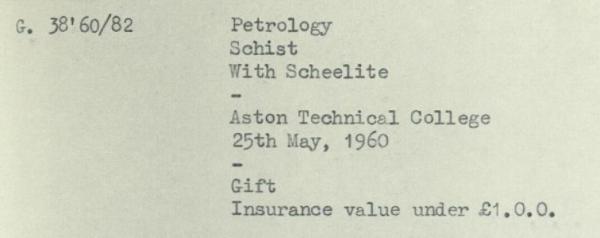 G. 38'60/82 Petrology
Schist
With Scheelite
-
Aston Technical College
25th May, 1960
-
Gift
Insurance value under £1.0.0.